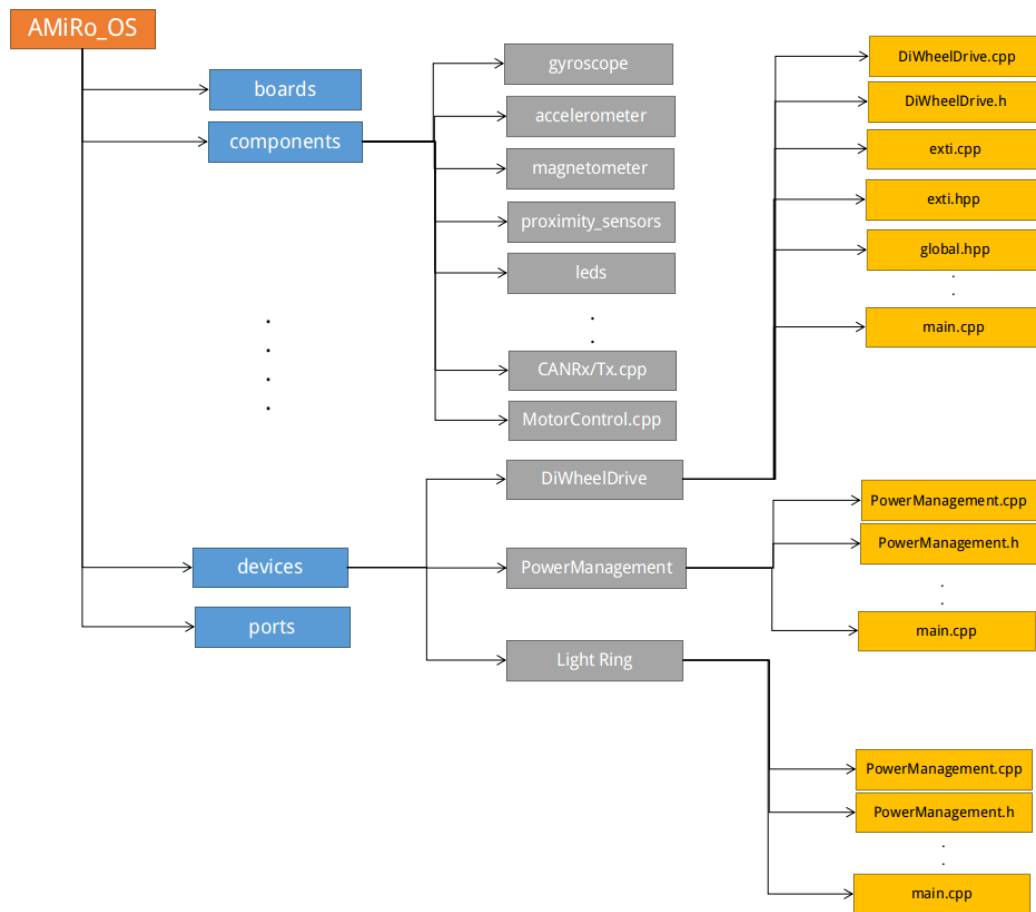 AMiRo_OS
boards
components
devices
ports
gyroscope
accelerometer
magnetometer
proximity_sensors
leds
CANRx/Tx.cpp
MotorControl.cpp
DiWheelDrive
PowerManagement
Light Ring
DiWheelDrive.cpp
DiWheelDrive.h
exti.cpp
exti.hpp
global.hpp
main.cpp
PowerManagement.cpp
PowerManagement.h
main.cpp
PowerManagement.cpp
PowerManagement.h
main.cpp